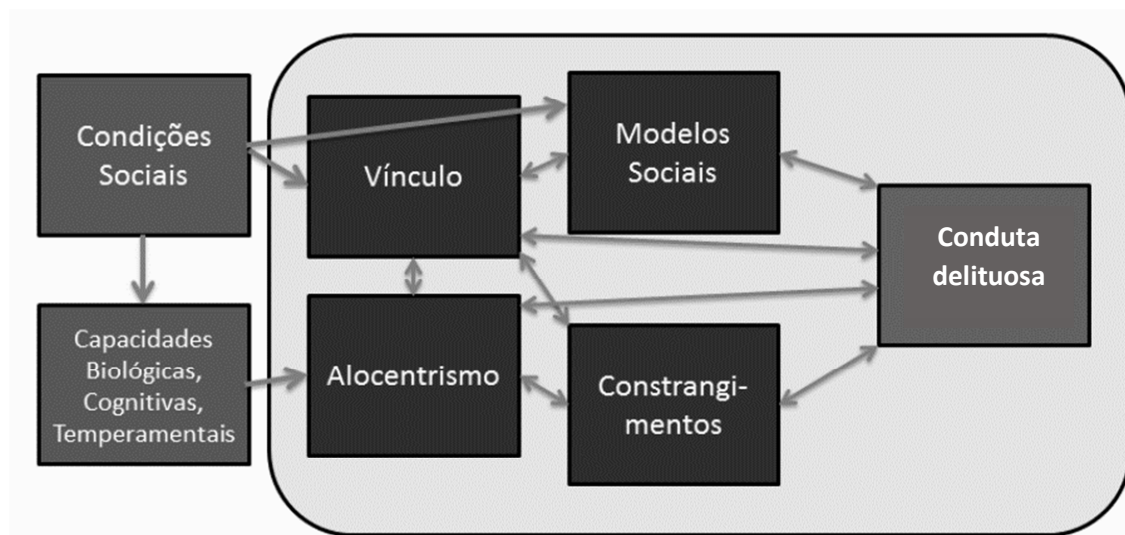 Condições
Sociais
Vínculo
Modelos
Sociais
Conduta
delituosa
Capacidades
Biológicas,
Cognitivas,
Temperamentais
Alocentrismo
Constrangi-
mentos